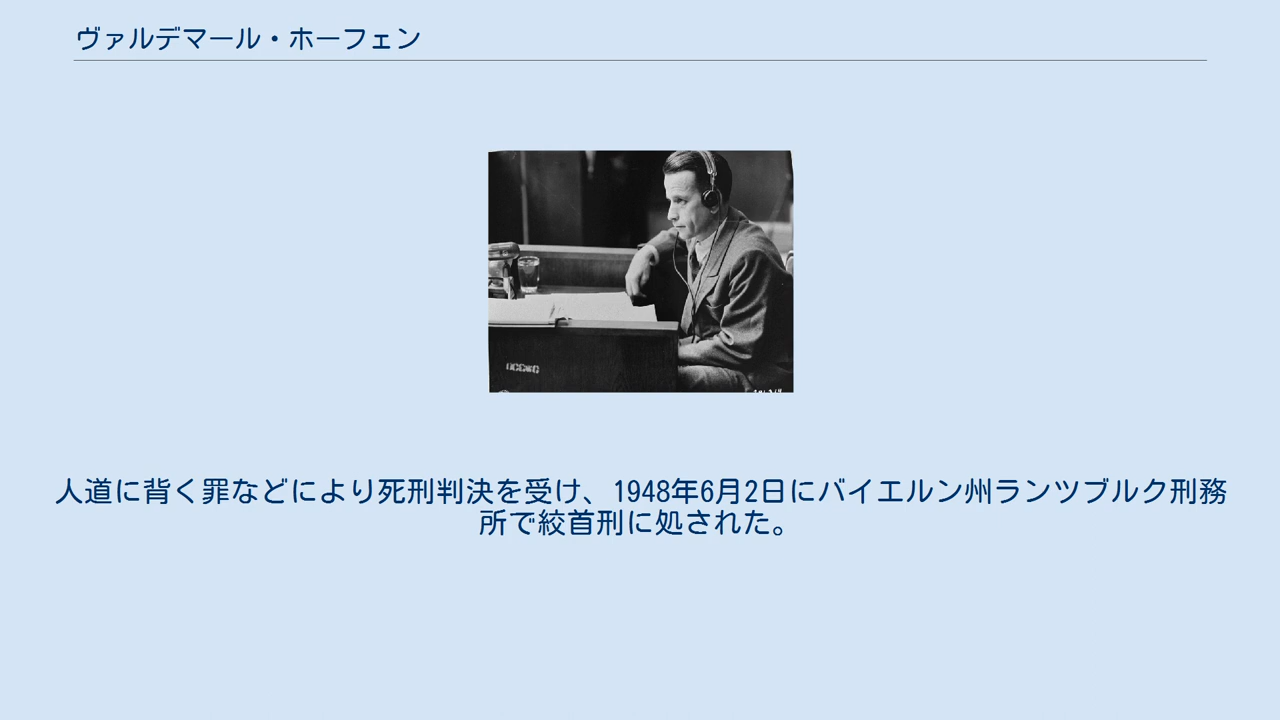 ヴァルデマール・ホーフェン
人道に背く罪などにより死刑判決を受け、1948年6月2日にバイエルン州ランツブルク刑務
所で絞首刑に処された。